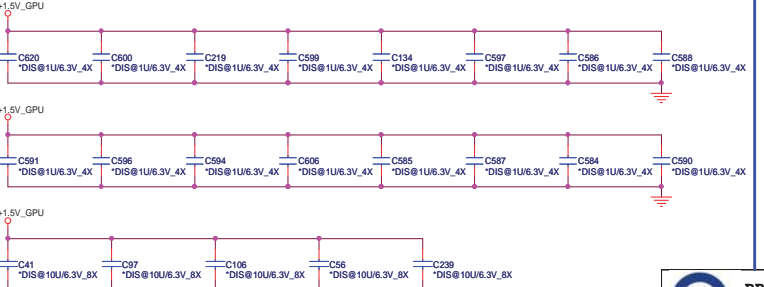 +1.5V_GPU
C620 C600 C219 C599 C134 C597 C586 C588
*DIS@1U/6.3V_4X *DIS@1U/6.3V_4X *DIS@1U/6.3V_4X *DIS@1U/6.3V_4X *DIS@1U/6.3V_4X *DIS@1U/6.3V_4X *DIS@1U/6.3V_4X *DIS@1U/6.3V_4X
+1.5V_GPU
C591 C596 C594 C606 C585 C587 C584 C590
*DIS@1U/6.3V_4X *DIS@1U/6.3V_4X *DIS@1U/6.3V_4X *DIS@1U/6.3V_4X *DIS@1U/6.3V_4X *DIS@1U/6.3V_4X *DIS@1U/6.3V_4X *DIS@1U/6.3V_4X
+1.5V_GPU
C41 C97 C106 C56 C239
*DIS@10U/6.3V_8X *DIS@10U/6.3V_8X *DIS@10U/6.3V_8X *DIS@10U/6.3V_8X *DIS@10U/6.3V_8X